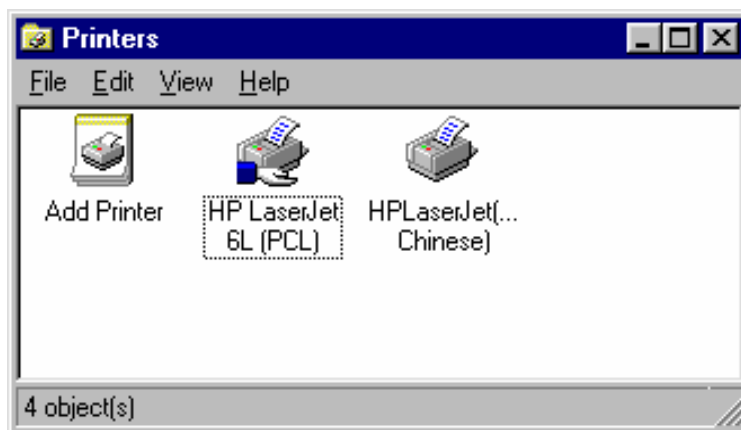 Printers
File Edit View Help
Add Printer
HP LaserJet
6L (PCL)
HPLaserJet(...
Chinese)
4 object(s)